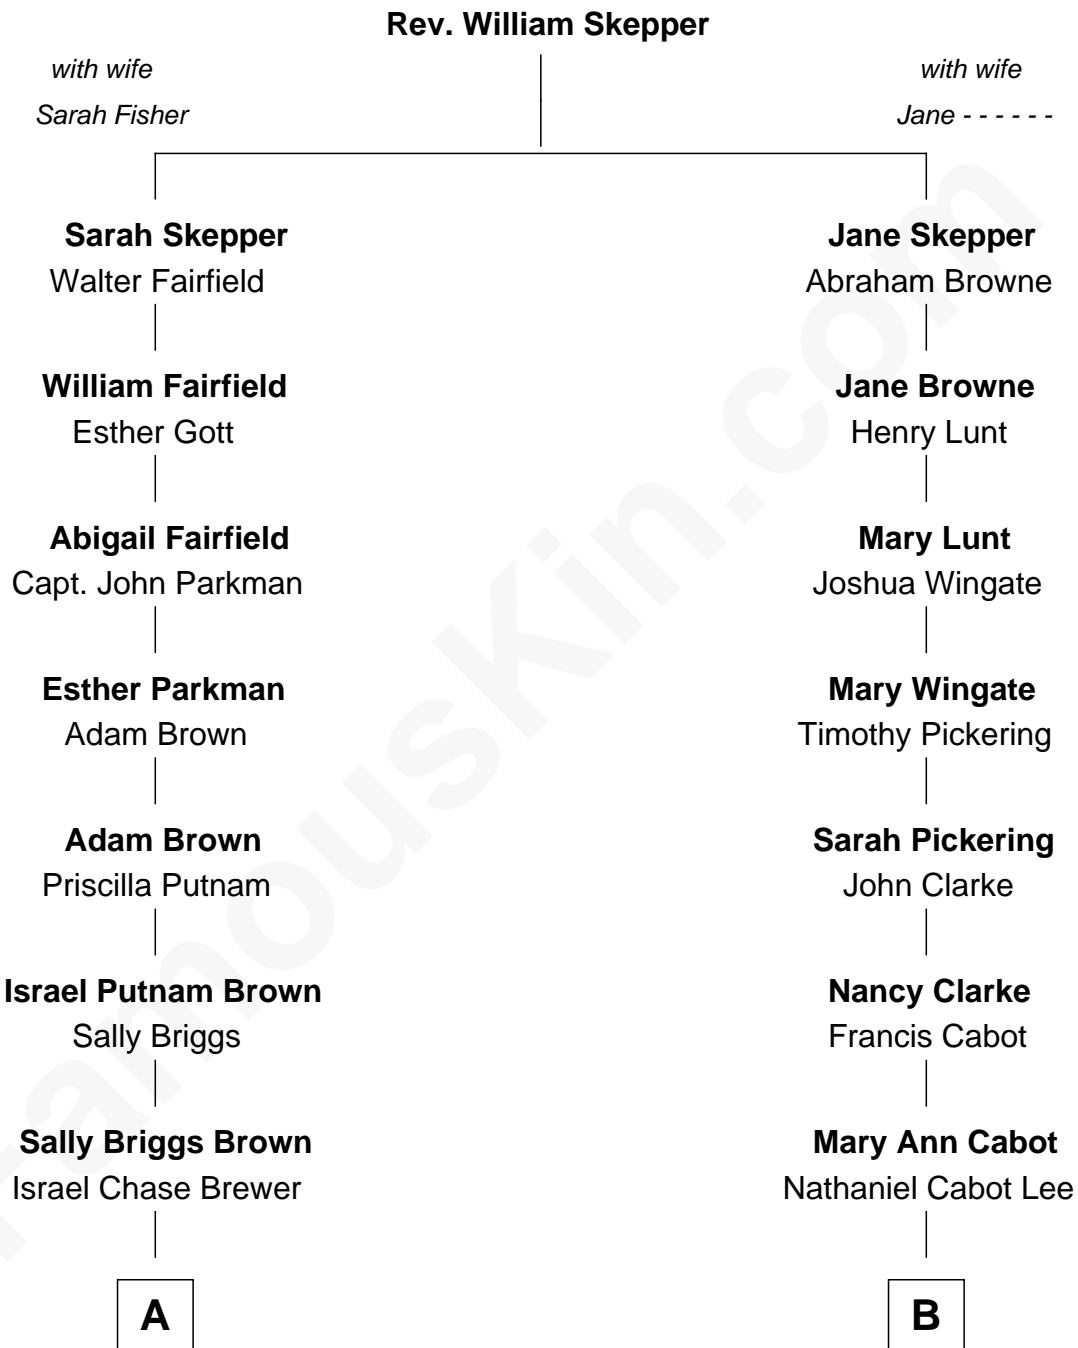 Rev. William Skepper
with wife
Sarah Fisher
with wife
Jane - - - - - -
Sarah Skepper
Walter Fairfield
Jane Skepper
Abraham Browne
William Fairfield
Esther Gott
Jane Browne
Henry Lunt
Abigail Fairfield
Capt. John Parkman
Mary Lunt
Joshua Wingate
Esther Parkman
Adam Brown
Mary Wingate
Timothy Pickering
Adam Brown
Priscilla Putnam
Sarah Pickering
John Clarke
Israel Putnam Brown
Sally Briggs
Nancy Clarke
Francis Cabot
Sally Briggs Brown
Israel Chase Brewer
Mary Ann Cabot
Nathaniel Cabot Lee
A
B
FamousKin.com